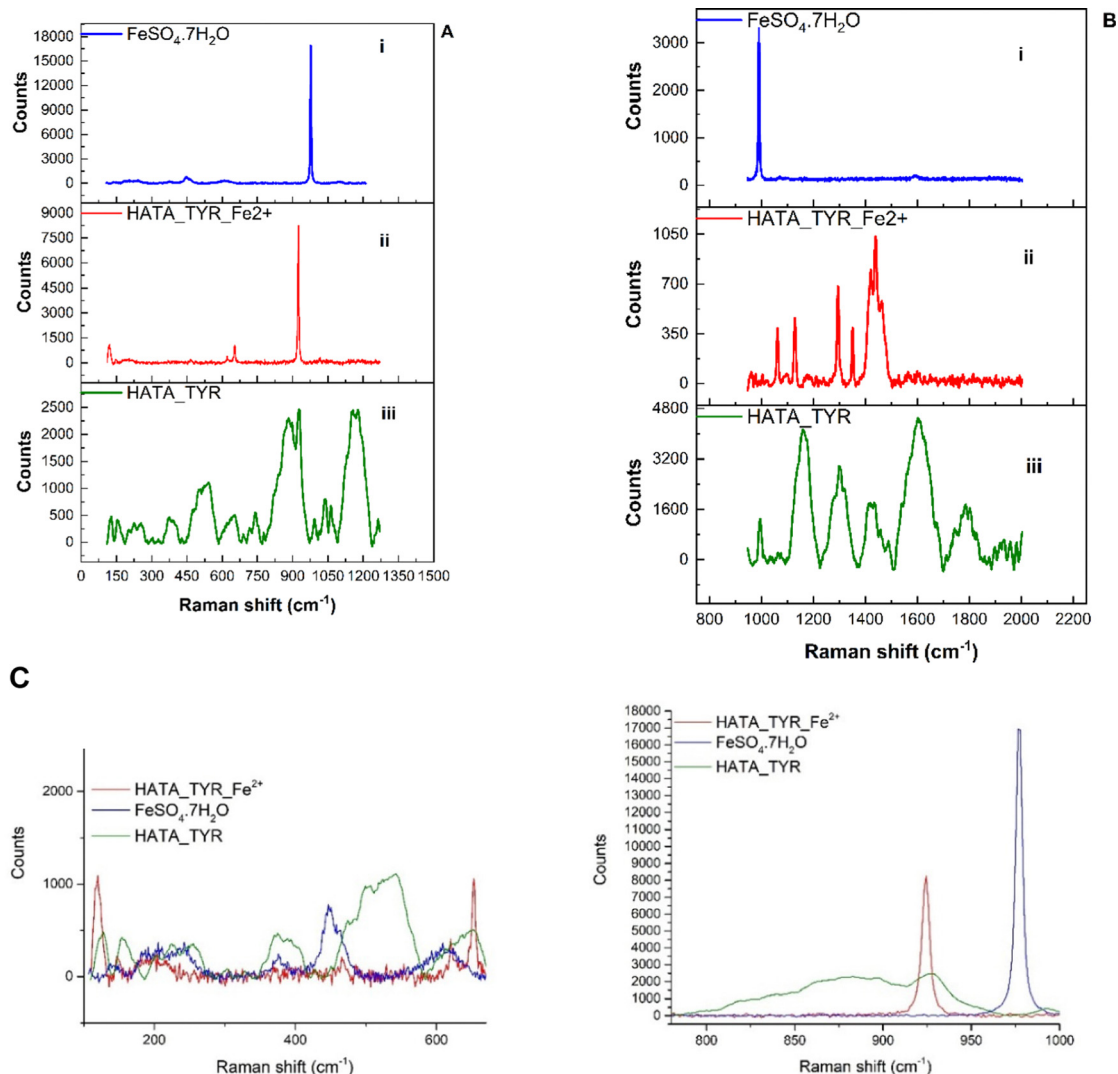 FeSO4.7H2O
A
18000
15000
12000
9000
6000
3000
0
Counts
i
HATA_TYR_Fe2+
9000
7500
6000
4500
3000
1500
0
Counts
ii
HATA_TYR
2500
2000
1500
1000
500
0
Counts
iii
0 150 300 450 600 750 900 1050 1200 1350 1500
Raman shift (cm-1)
FeSO4.7H2O
B
3000
2000
1000
0
Counts
i
HATA_TYR_Fe2+
1050
700
350
0
Counts
ii
HATA_TYR
4800
3200
1600
0
Counts
iii
800 1000 1200 1400 1600 1800 2000 2200
Raman shift (cm-1)
C
HATA_TYR_Fe2+
FeSO4.7H2O
HATA_TYR
2000
1000
0
Counts
200 400 600
Raman shift (cm-1)
HATA_TYR_Fe2+
FeSO4.7H2O
HATA_TYR
18000
17000
16000
15000
14000
13000
12000
11000
10000
9000
8000
7000
6000
5000
4000
3000
2000
1000
0
Counts
800 850 900 950 1000
Raman shift (cm-1)